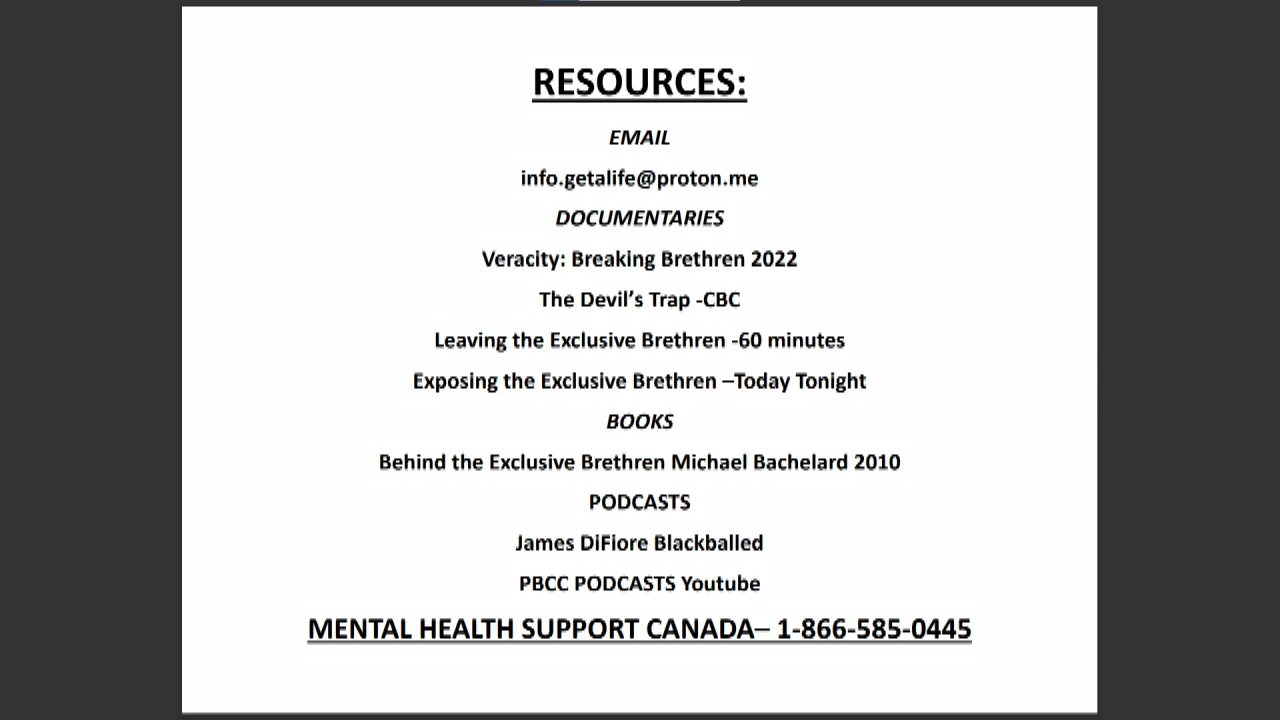 RESOURCES:
EMAIL
info.getalife@proton.me
DOCUMENTARIES
Veracity: Breaking Brethren 2022
The Devil’s Trap -CBC
Leaving the Exclusive Brethren -60 minutes
Exposing the Exclusive Brethren –Today Tonight
BOOKS
Behind the Exclusive Brethren Michael Bachelard 2010
PODCASTS
James DiFiore Blackballed
PBCC PODCASTS Youtube
MENTAL HEALTH SUPPORT CANADA– 1-866-585-0445